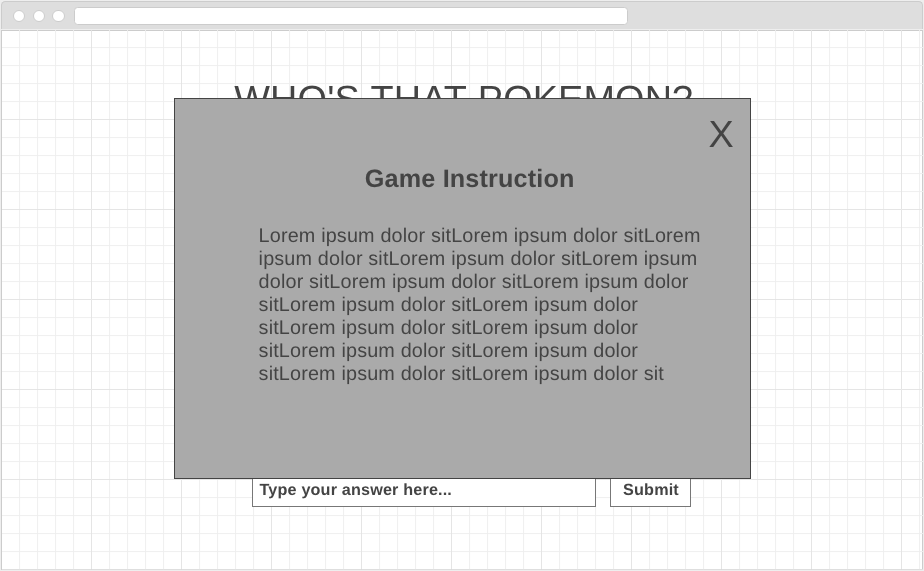 WHO'S THAT POKEMON?
X
Game Instruction
Lorem ipsum dolor sitLorem ipsum dolor sitLorem
ipsum dolor sitLorem ipsum dolor sitLorem ipsum
dolor sitLorem ipsum dolor sitLorem ipsum dolor
sitLorem ipsum dolor sitLorem ipsum dolor
sitLorem ipsum dolor sitLorem ipsum dolor
sitLorem ipsum dolor sitLorem ipsum dolor
sitLorem ipsum dolor sitLorem ipsum dolor sit
Type your answer here... Submit